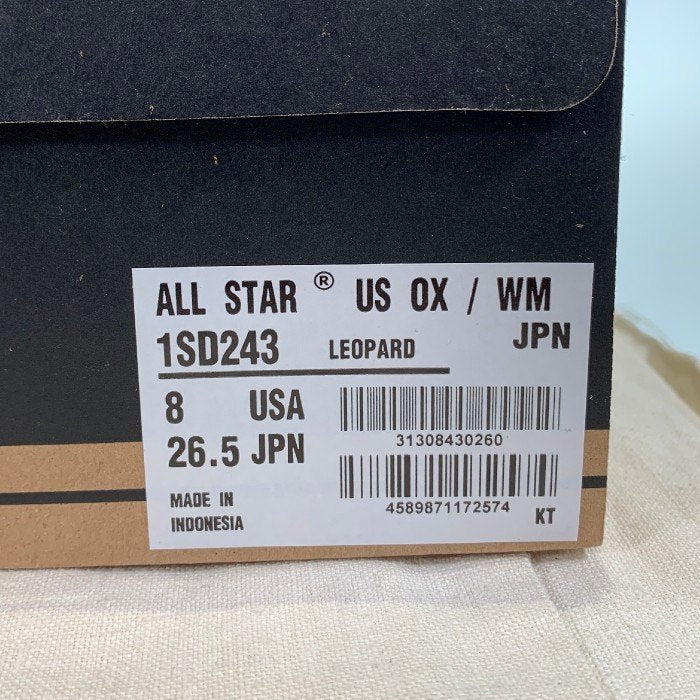 ALL STAR ® US OX / WM
JPN
1SD243 LEOPARD
8 USA
26.5 JPN
31308430260
4589871172574
MADE IN
INDONESIA
KT